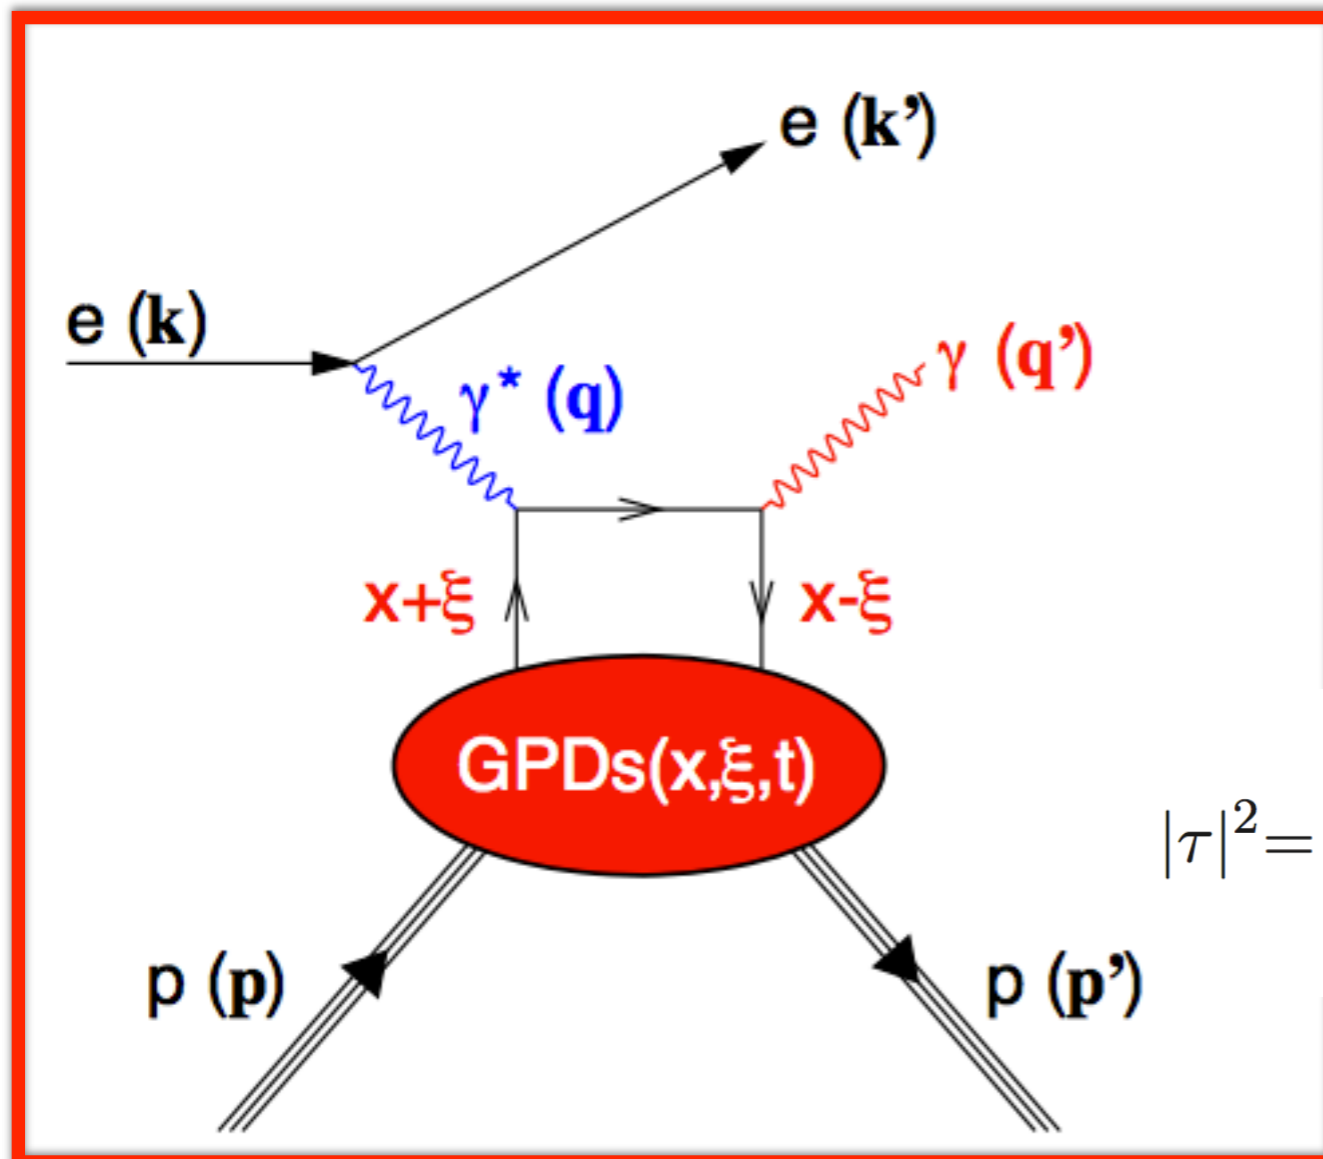 e (k’)
e (k)
γ* (q)
γ (q’)
x+ξ
x-ξ
GPDs(x,ξ,t)
|τ|²=
p (p)
p (p’)